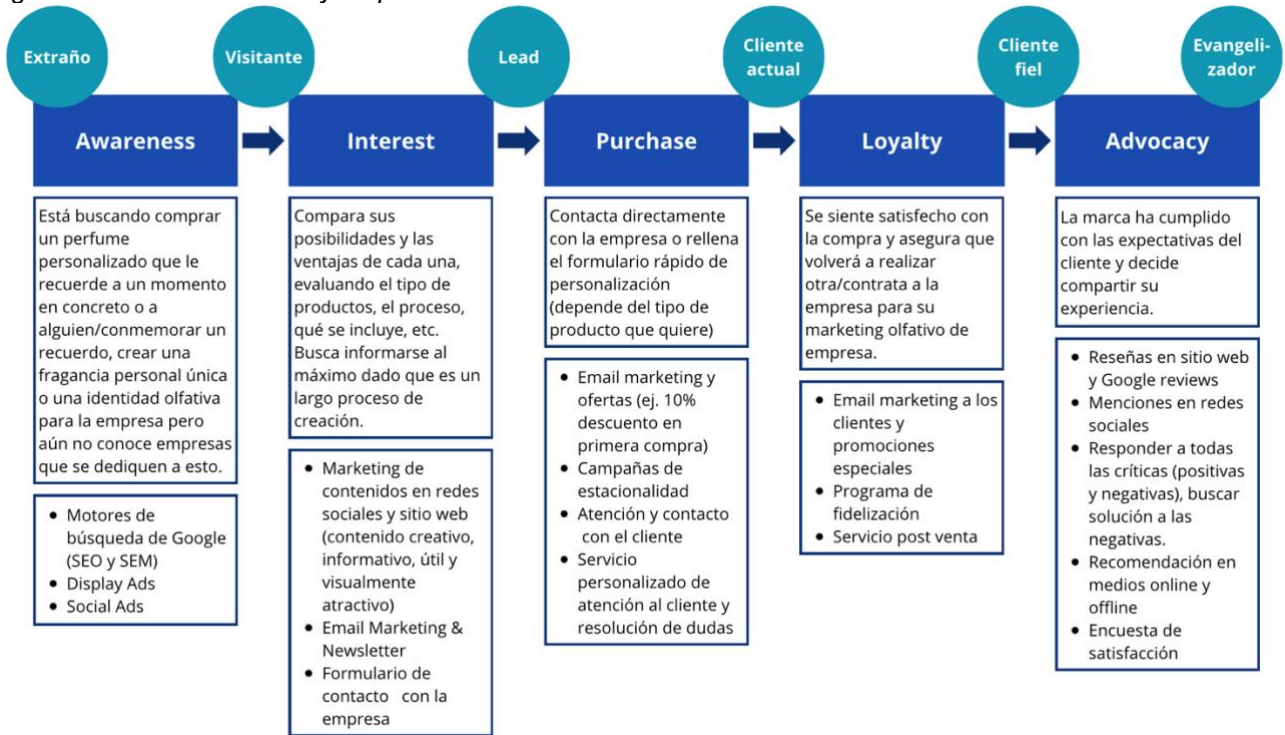 Extraño
Visitante
Lead
Cliente
actual
Cliente
fiel
Evangeli-
zador
Awareness
Interest
Purchase
Loyalty
Advocacy
Está buscando comprar
un perfume
personalizado que le
recuerde a un momento
en concreto o a
alguien/conmemorar un
recuerdo, crear una
fragancia personal única
o una identidad olfativa
para la empresa pero
aún no conoce empresas
que se dediquen a esto.
• Motores de
búsqueda de Google
(SEO y SEM)
• Display Ads
• Social Ads
Compara sus
posibilidades y las
ventajas de cada una,
evaluando el tipo de
productos, el proceso,
qué se incluye, etc.
Busca informarse al
máximo dado que es un
largo proceso de
creación.
• Marketing de
contenidos en redes
sociales y sitio web
(contenido creativo,
informativo, útil y
visualmente
atractivo)
• Email Marketing &
Newsletter
• Formulario de
contacto con la
empresa
Contacta directamente
con la empresa o rellena
el formulario rápido de
personalización
(depende del tipo de
producto que quiere)
• Email marketing y
ofertas (ej. 10%
descuento en
primera compra)
• Campañas de
estacionalidad
• Atención y contacto
con el cliente
• Servicio
personalizado de
atención al cliente y
resolución de dudas
Se siente satisfecho con
la compra y asegura que
volverá a realizar
otra/contrata a la
empresa para su
marketing olfativo de
empresa.
• Email marketing a los
clientes y
promociones
especiales
• Programa de
fidelización
• Servicio post venta
La marca ha cumplido
con las expectativas del
cliente y decide
compartir su
experiencia.
• Reseñas en sitio web
y Google reviews
• Menciones en redes
sociales
• Responder a todas
las críticas (positivas
y negativas), buscar
solución a las
negativas.
• Recomendación en
medios online y
offline
• Encuesta de
satisfacción